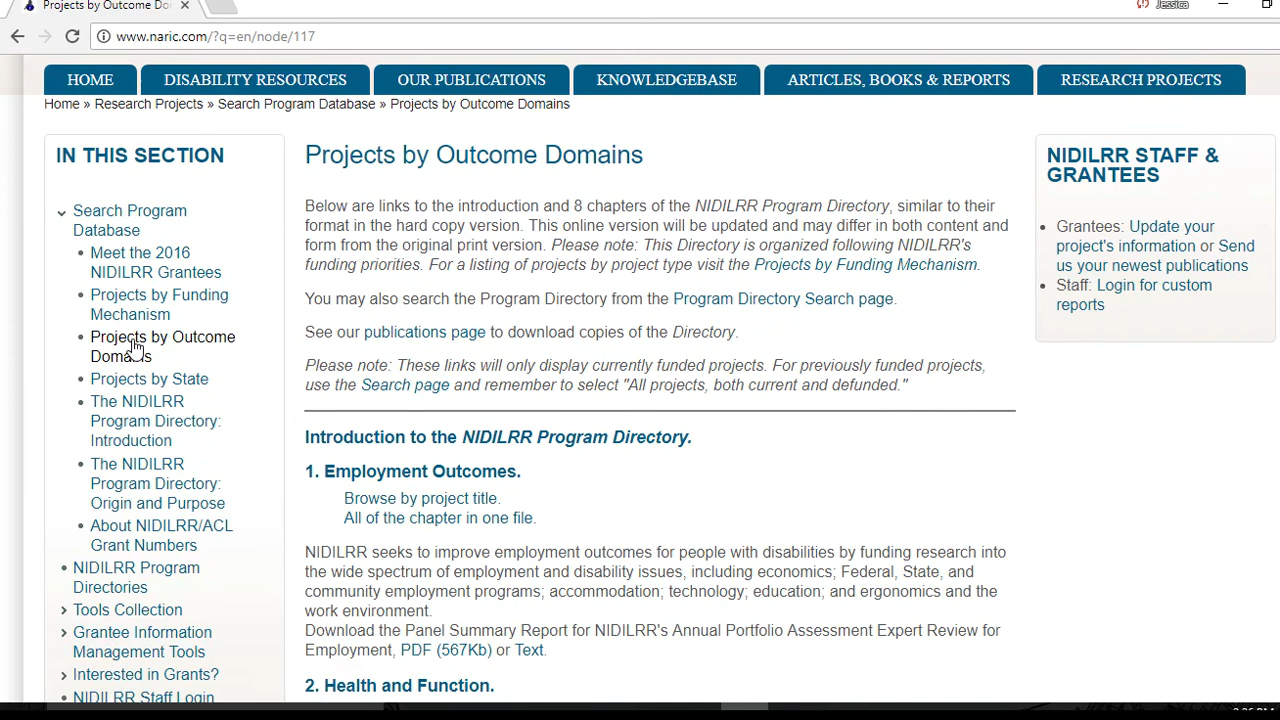 Projects by Outcome Do
Jessica
www.naric.com/?q=en/node/117
HOME
DISABILITY RESOURCES
OUR PUBLICATIONS
KNOWLEDGEBASE
ARTICLES, BOOKS & REPORTS
RESEARCH PROJECTS
Home » Research Projects » Search Program Database » Projects by Outcome Domains
IN THIS SECTION
Search Program
Database
Meet the 2016
NIDILRR Grantees
Projects by Funding
Mechanism
Projects by Outcome
Domains
Projects by State
The NIDILRR
Program Directory:
Introduction
The NIDILRR
Program Directory:
Origin and Purpose
About NIDILRR/ACL
Grant Numbers
NIDILRR Program
Directories
Tools Collection
Grantee Information
Management Tools
Interested in Grants?
NIDILRR Staff Login
Projects by Outcome Domains
Below are links to the introduction and 8 chapters of the NIDILRR Program Directory, similar to their
format in the hard copy version. This online version will be updated and may differ in both content and
form from the original print version. Please note: This Directory is organized following NIDILRR's
funding priorities. For a listing of projects by project type visit the Projects by Funding Mechanism.
You may also search the Program Directory from the Program Directory Search page.
See our publications page to download copies of the Directory.
Please note: These links will only display currently funded projects. For previously funded projects,
use the Search page and remember to select "All projects, both current and defunded."
Introduction to the NIDILRR Program Directory.
1. Employment Outcomes.
Browse by project title.
All of the chapter in one file.
NIDILRR seeks to improve employment outcomes for people with disabilities by funding research into
the wide spectrum of employment and disability issues, including economics; Federal, State, and
community employment programs; accommodation; technology; education; and ergonomics and the
work environment.
Download the Panel Summary Report for NIDILRR's Annual Portfolio Assessment Expert Review for
Employment, PDF (567Kb) or Text.
2. Health and Function.
NIDILRR STAFF &
GRANTEES
Grantees: Update your
project's information or Send
us your newest publications
Staff: Login for custom
reports